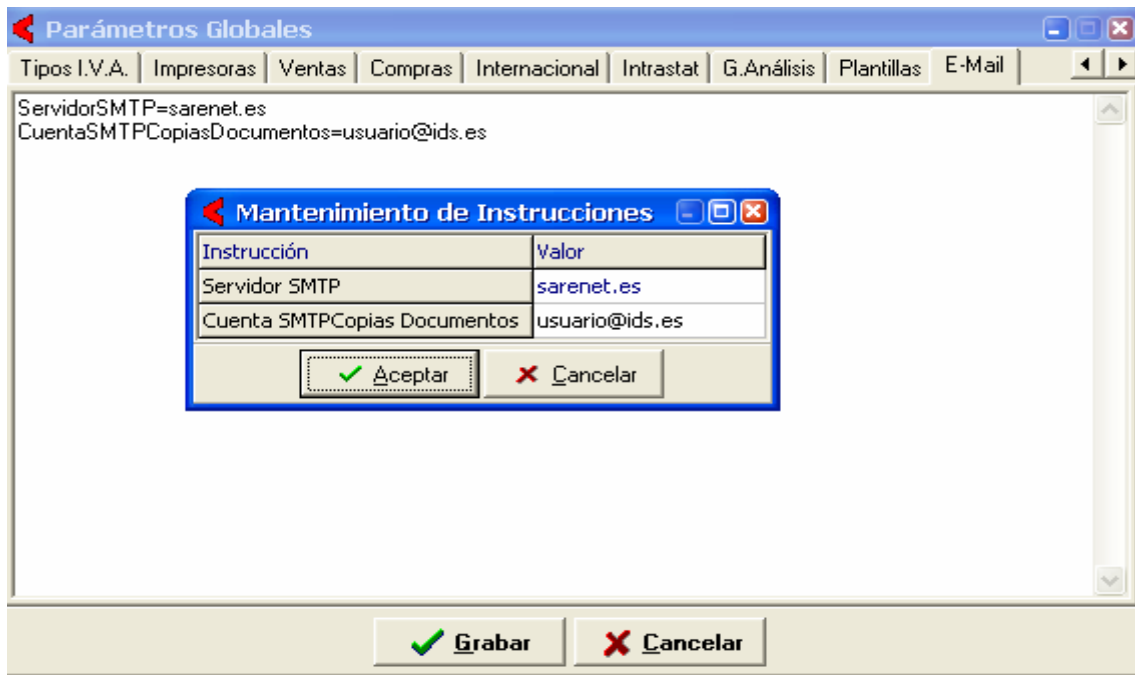 Parámetros Globales
Tipos I.V.A. Impresoras Ventas Compras Internacional Intrastat G.Análisis Plantillas E-Mail
ServidorSMTP=sarenet.es
CuentaSMTPCopiasDocumentos=usuario@ids.es
Mantenimiento de Instrucciones
Instrucción Valor
Servidor SMTP sarenet.es
Cuenta SMTPCopias Documentos usuario@ids.es
Aceptar Cancelar
Grabar Cancelar